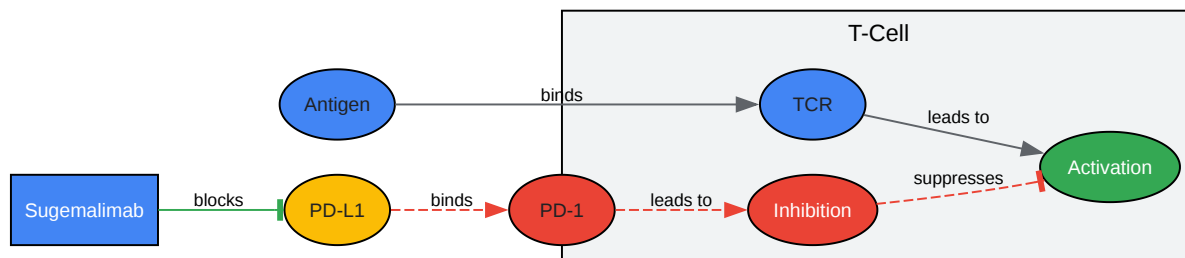 T-Cell
Antigen
binds
TCR
leads to
Activation
Sugemalimab
blocks
PD-L1
binds
PD-1
leads to
Inhibition
suppresses